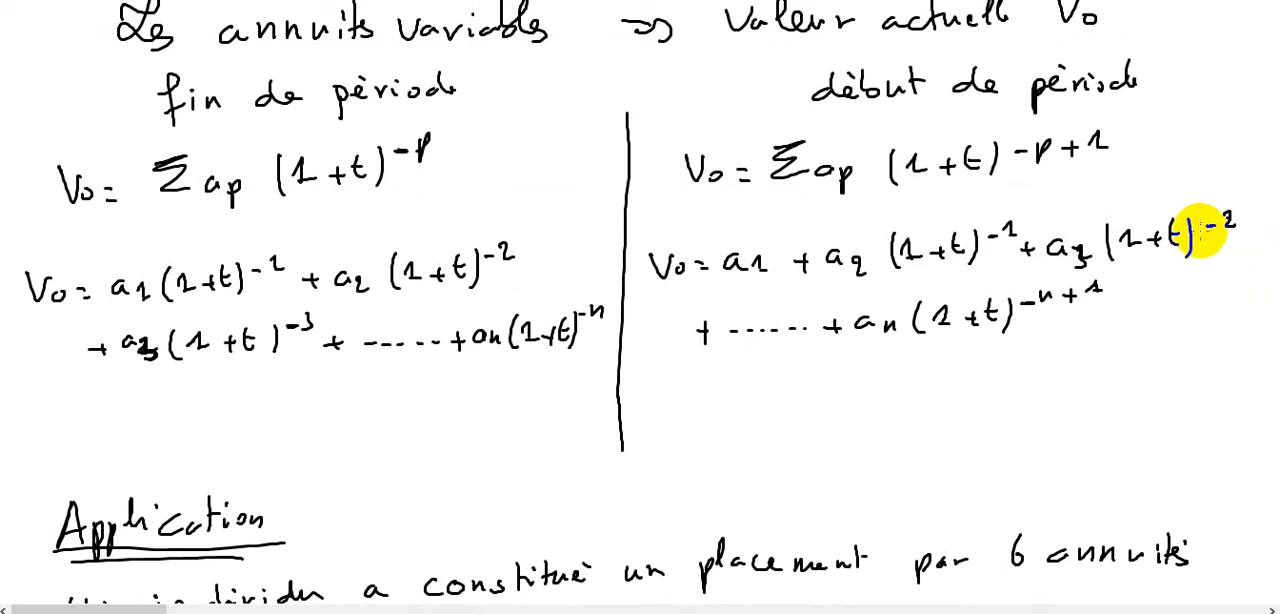 Les annuits variables => Valeur actuelle V0
fin de période
V0 = Σ ap (1+t)^-p
V0 = a1(1+t)^-1 + a2 (1+t)^-2
+ a3 (1+t)^-3 + ...... + an(1+t)^-n
début de période
V0 = Σ ap (1+t)^-p+1
V0 = a1 + a2 (1+t)^-1 + a3 (1+t)^-2
+ ...... + an (1+t)^-n+1
Application
individu a constitué un placement par 6 annuités